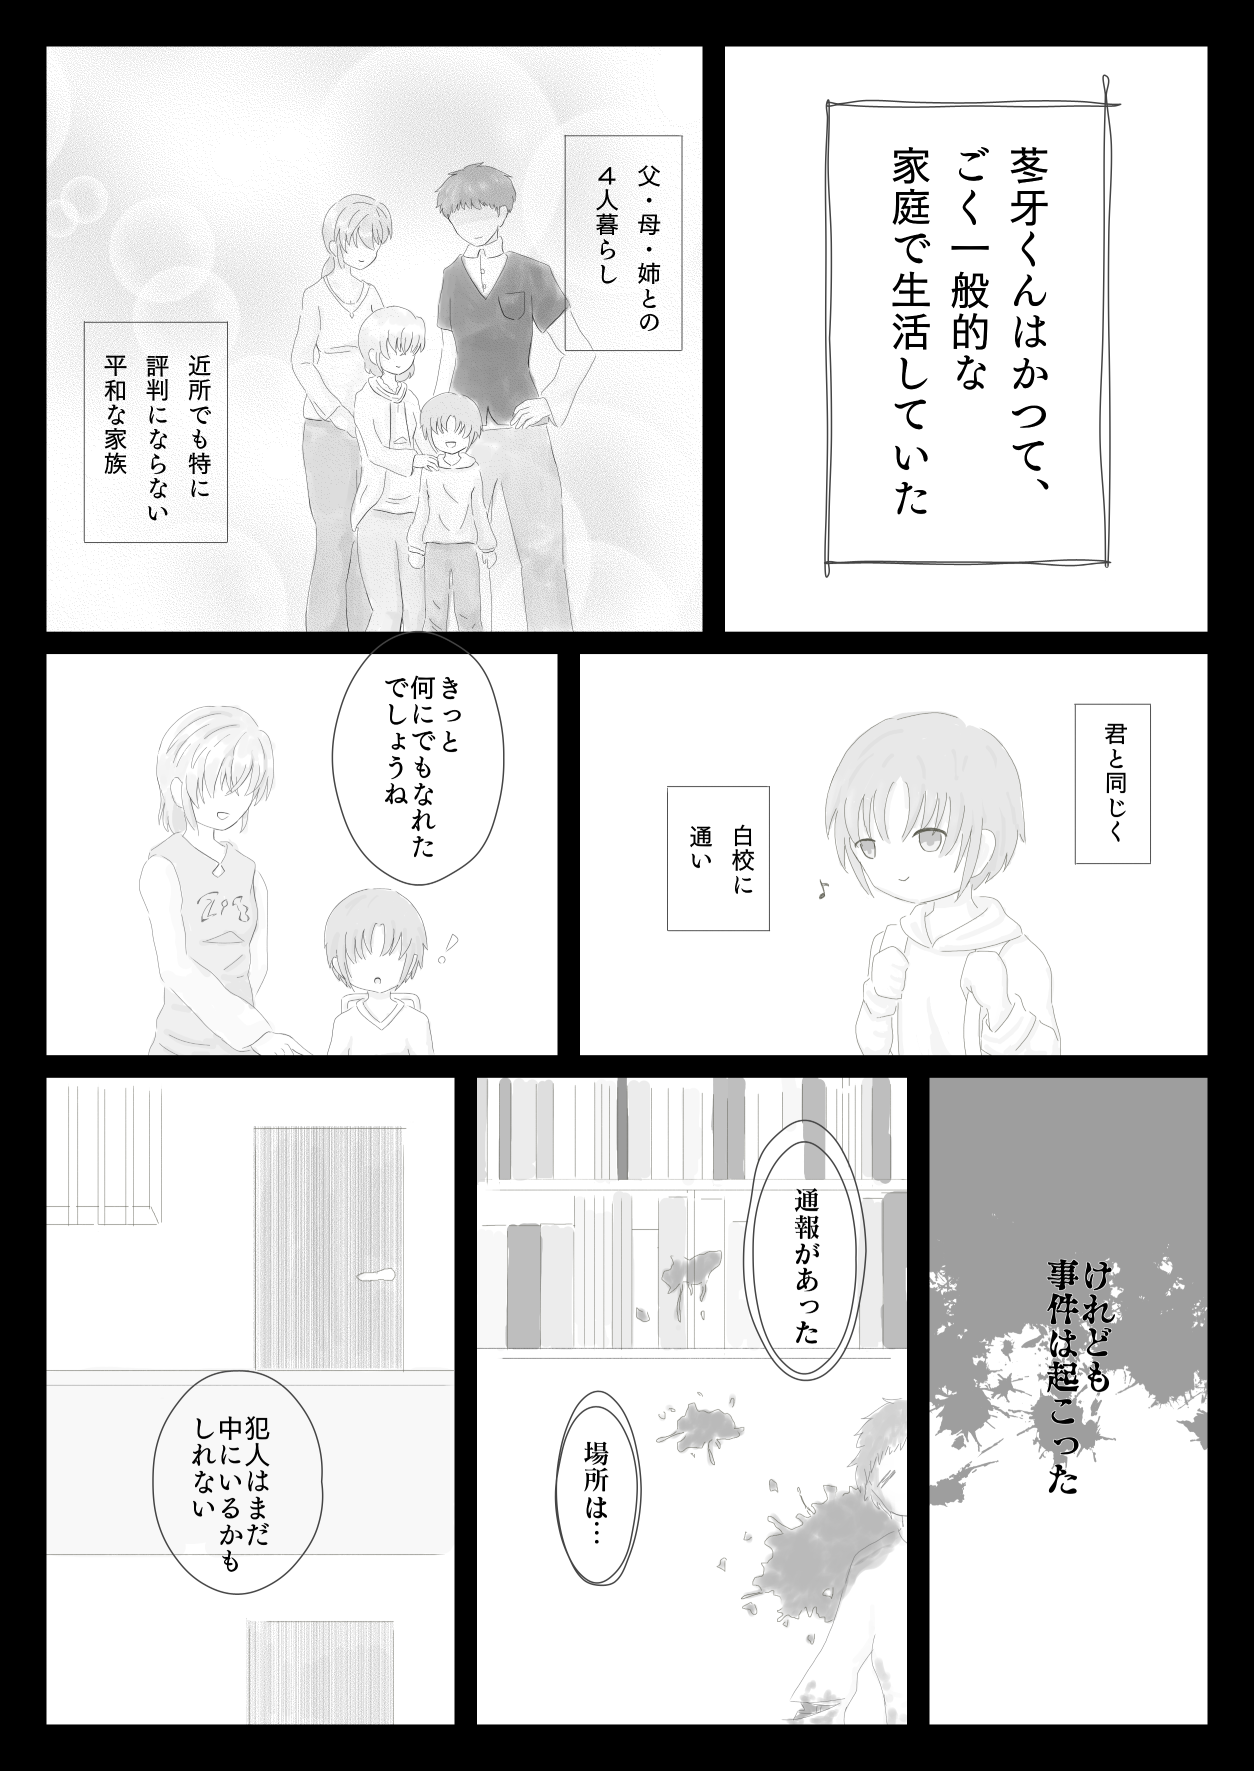 苳牙くんはかつて、
ごく一般的な
家庭で生活していた
父・母・姉との
4人暮らし
近所でも特に
評判にならない
平和な家族
君と同じく
白校に
通い
きっと
何にでもなれた
でしょうね
けれども
事件は起こった
通報があった
場所は…
犯人はまだ
中にいるかも
しれない